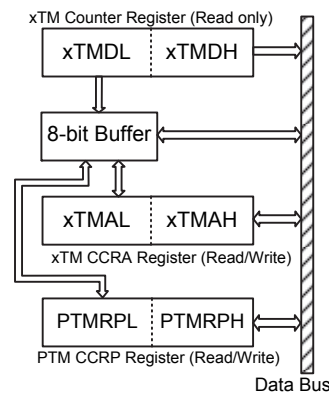 xTM Counter Register (Read only)
xTMDL xTMDH
8-bit Buffer
xTMAL xTMAH
xTM CCRA Register (Read/Write)
PTMRPL PTMRPH
PTM CCRP Register (Read/Write)
Data Bus